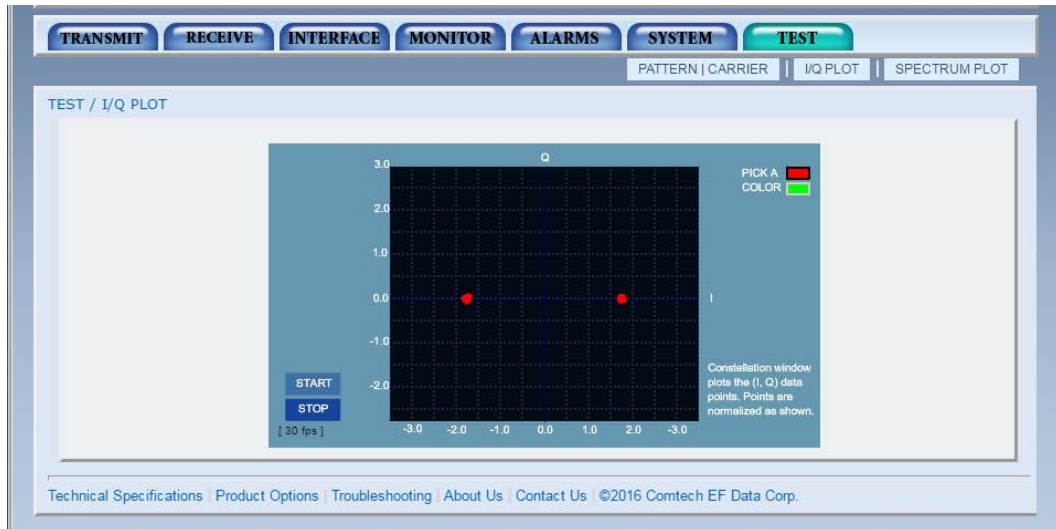 TRANSMIT RECEIVE INTERFACE MONITOR ALARMS SYSTEM TEST
PATTERN | CARRIER | I/Q PLOT | SPECTRUM PLOT
TEST / I/Q PLOT
Q
3.0
2.0
1.0
0.0
-1.0
-2.0
I
PICK A
COLOR
START
STOP
[ 30 fps ]
-3.0 -2.0 -1.0 0.0 1.0 2.0 -3.0
Constellation window
plots the (I, Q) data
points. Points are
normalized as shown.
Technical Specifications | Product Options | Troubleshooting | About Us | Contact Us | ©2016 Comtech EF Data Corp.